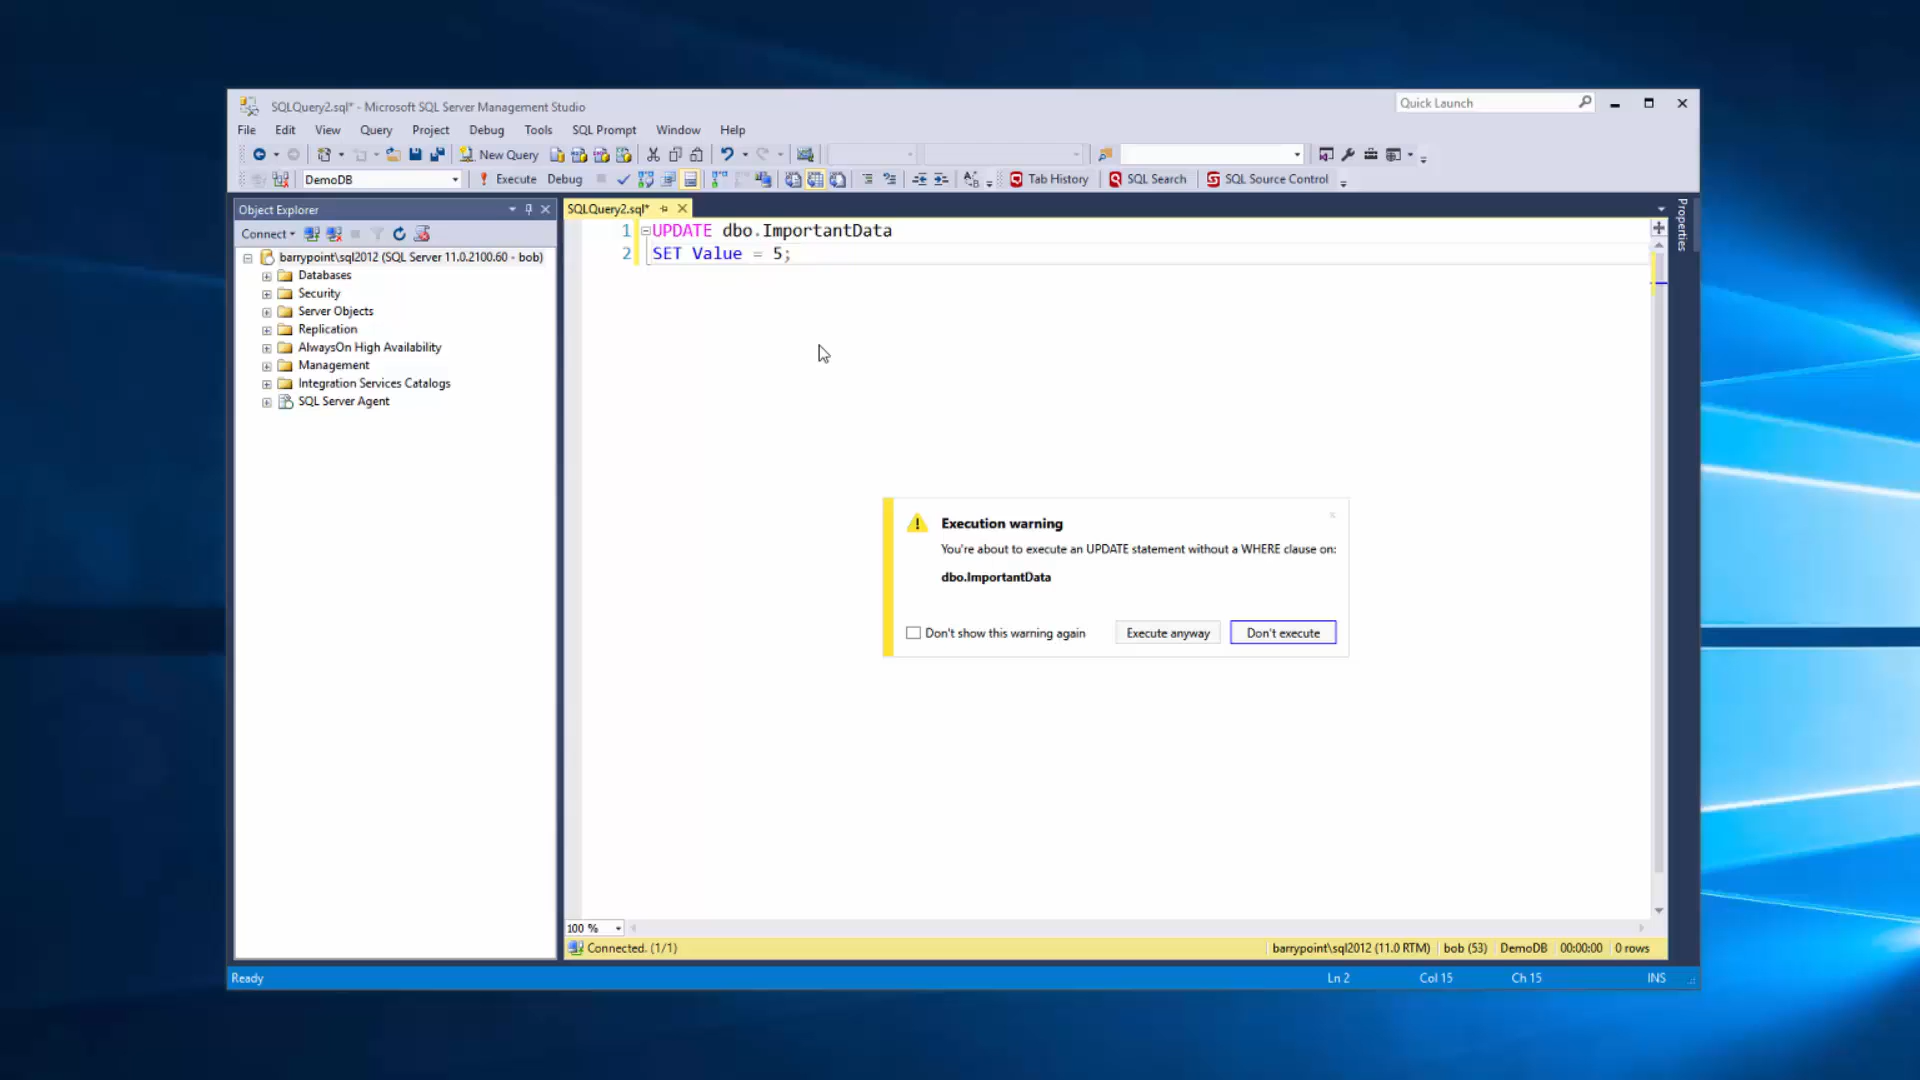 SQLQuery2.sql* - Microsoft SQL Server Management Studio
Quick Launch
File Edit View Query Project Debug Tools SQL Prompt Window Help
New Query
DemoDB
Execute Debug
Tab History SQL Search SQL Source Control
Object Explorer
Connect
barrypoint\sql2012 (SQL Server 11.0.2100.60 - bob)
Databases
Security
Server Objects
Replication
AlwaysOn High Availability
Management
Integration Services Catalogs
SQL Server Agent
SQLQuery2.sql*
1 UPDATE dbo.ImportantData
2 SET Value = 5;
Properties
Execution warning
You're about to execute an UPDATE statement without a WHERE clause on:
dbo.ImportantData
Don't show this warning again
Execute anyway
Don't execute
100 %
Connected. (1/1)
barrypoint\sql2012 (11.0 RTM) bob (53) DemoDB 00:00:00 0 rows
Ready
Ln 2 Col 15 Ch 15 INS